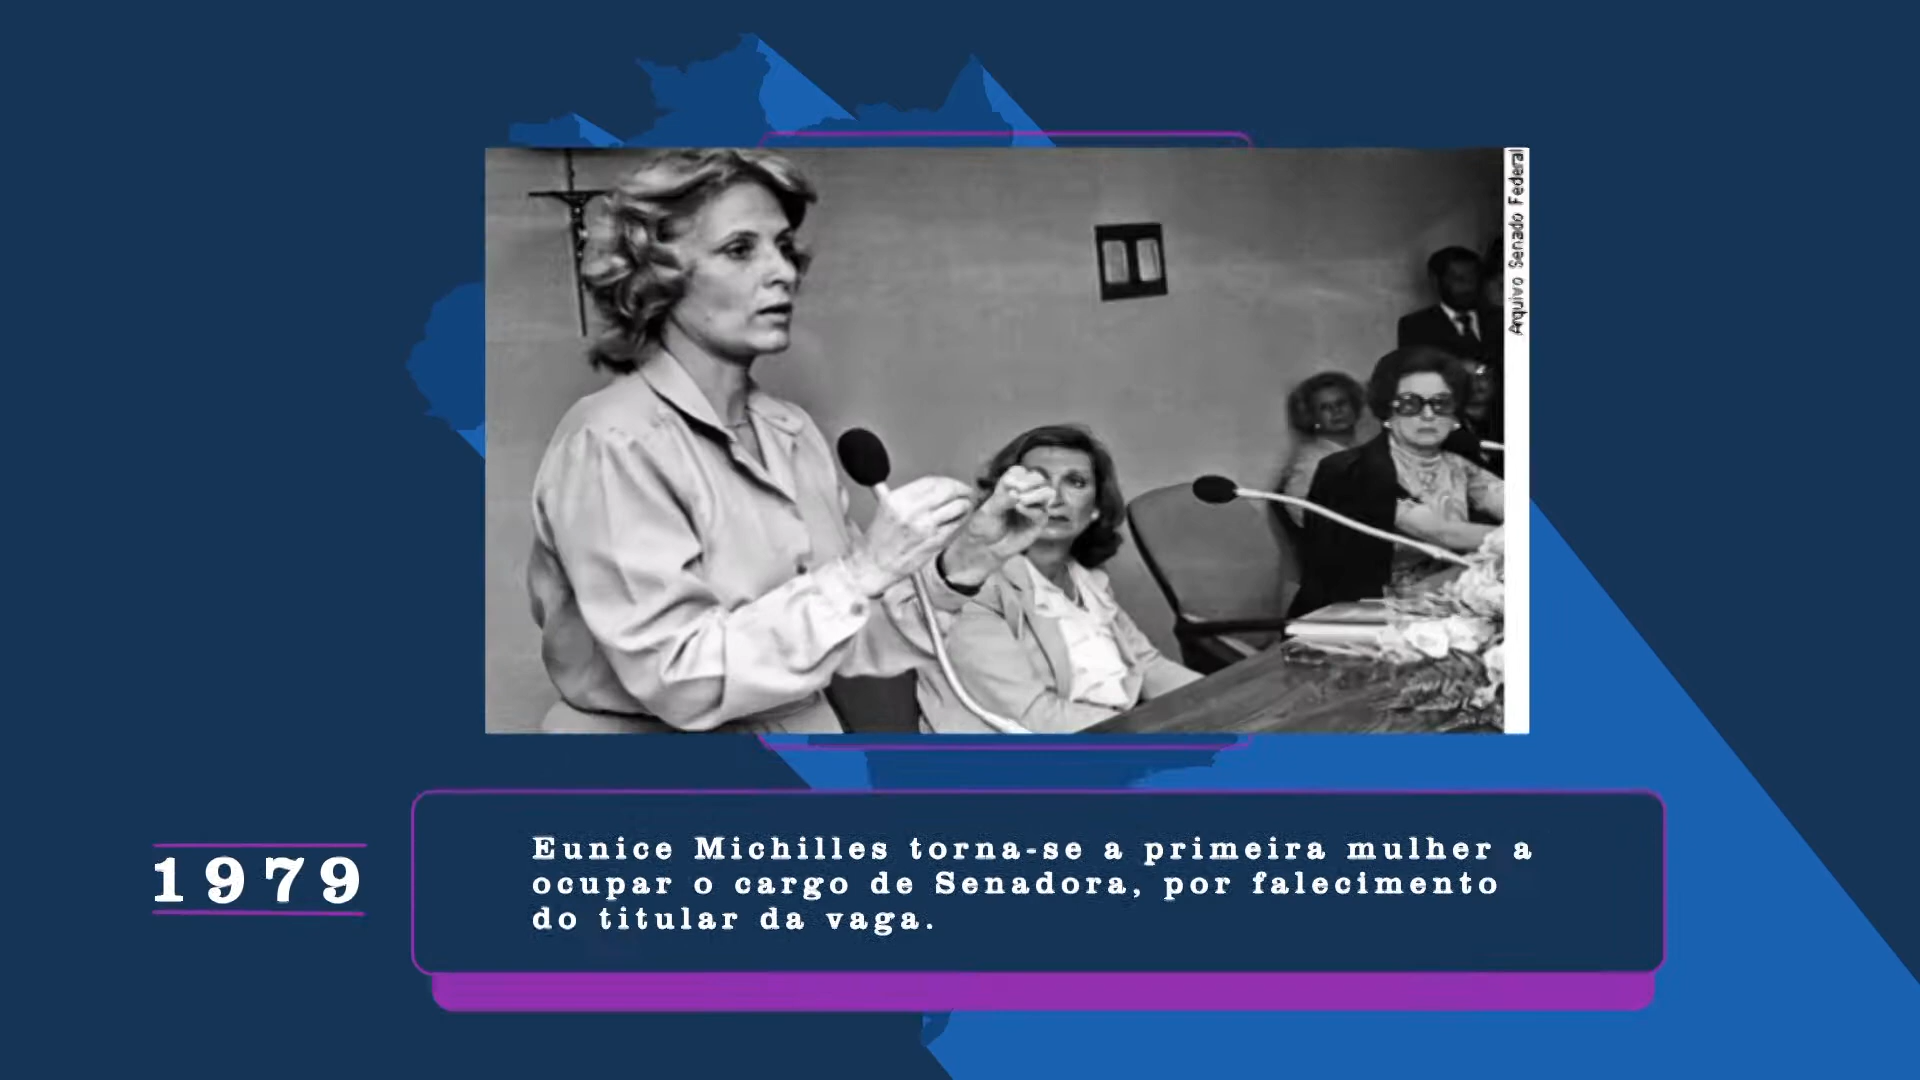 Arquivo Senado Federal
1979
Eunice Michilles torna-se a primeira mulher a
ocupar o cargo de Senadora, por falecimento
do titular da vaga.